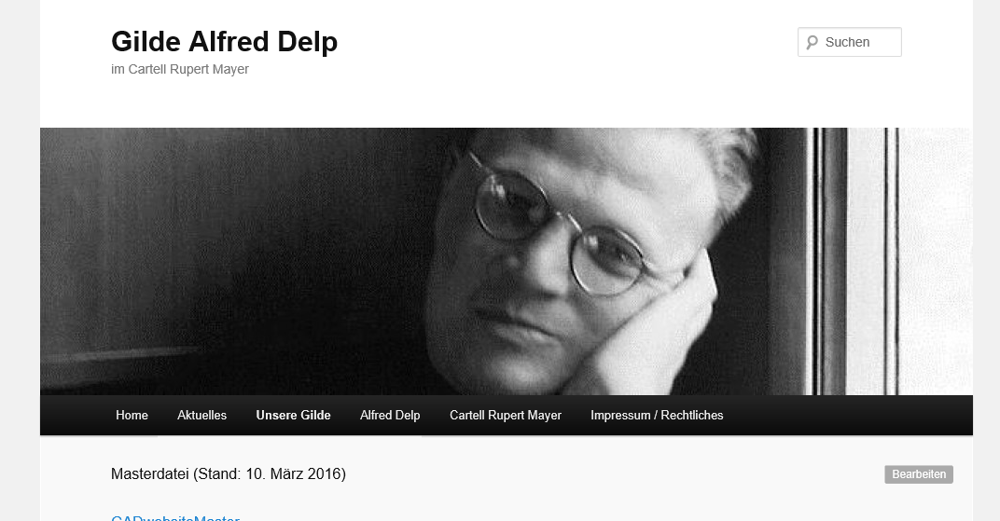 Gilde Alfred Delp
im Cartell Rupert Mayer
Suchen
Home Aktuelles Unsere Gilde Alfred Delp Cartell Rupert Mayer Impressum / Rechtliches
Masterdatei (Stand: 10. März 2016)
Bearbeiten
GADwebsiteMaster